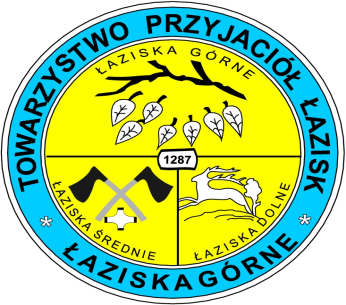 TOWARZYSTWO PRZYJACIÓŁ ŁAZISK
ŁAZISKA GÓRNE
1287
ŁAZISKA ŚREDNIE
ŁAZISKA DOLNE
* ŁAZISKA GÓRNE *